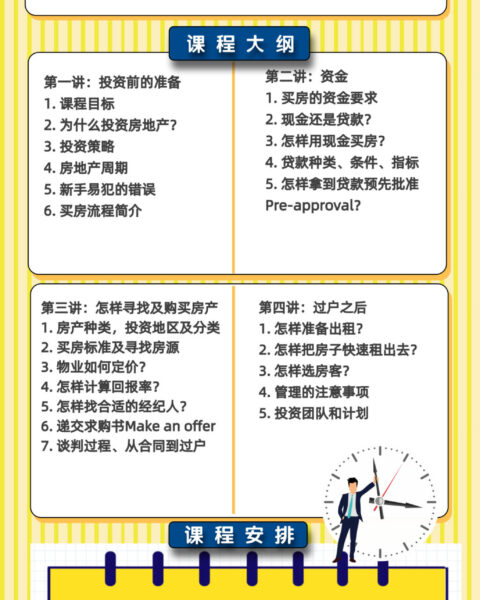 课程大纲
第一讲：投资前的准备
1. 课程目标
2. 为什么投资房地产？
3. 投资策略
4. 房地产周期
5. 新手易犯的错误
6. 买房流程简介
第二讲：资金
1. 买房的资金要求
2. 现金还是贷款？
3. 怎样用现金买房？
4. 贷款种类、条件、指标
5. 怎样拿到贷款预先批准
Pre-approval？
第三讲：怎样寻找及购买房产
1. 房产种类，投资地区及分类
2. 买房标准及寻找房源
3. 物业如何定价？
4. 怎样计算回报率？
5. 怎样找合适的经纪人？
6. 递交求购书Make an offer
7. 谈判过程、从合同到过户
第四讲：过户之后
1. 怎样准备出租？
2. 怎样把房子快速租出去？
3. 怎样选房客？
4. 管理的注意事项
5. 投资团队和计划
课程安排